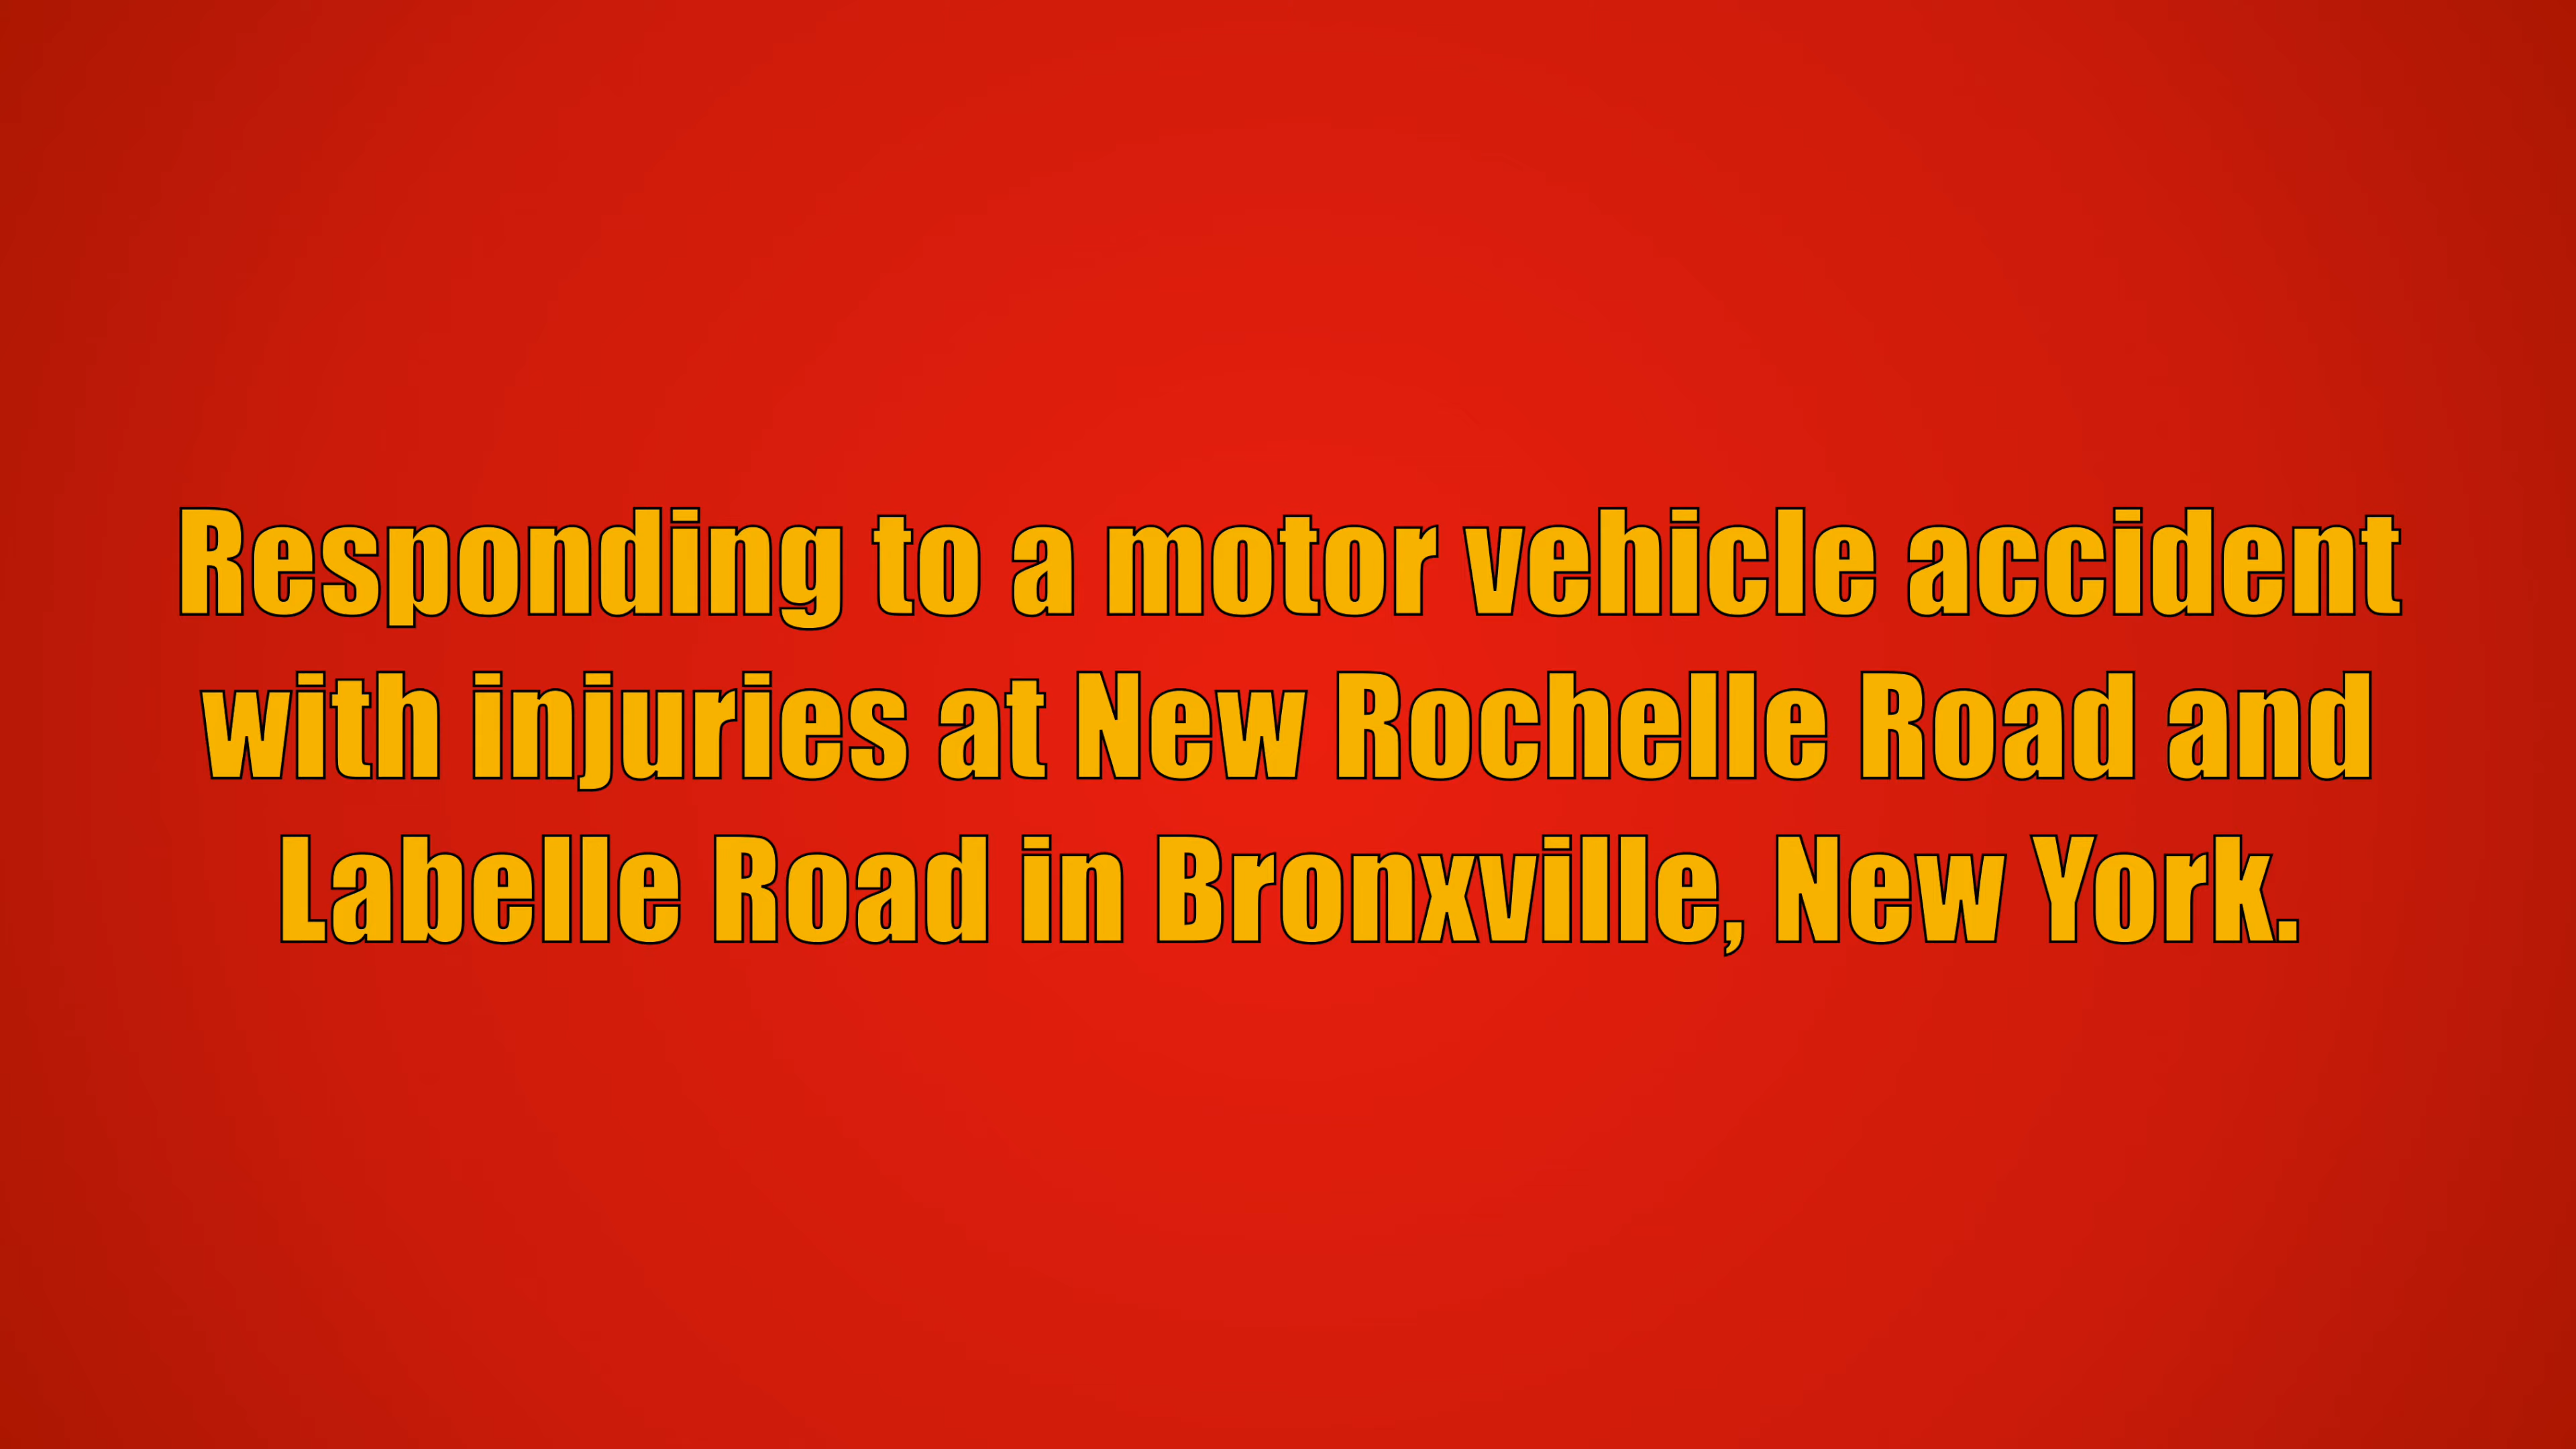 Responding to a motor vehicle accident
with injuries at New Rochelle Road and
Labelle Road in Bronxville, New York.